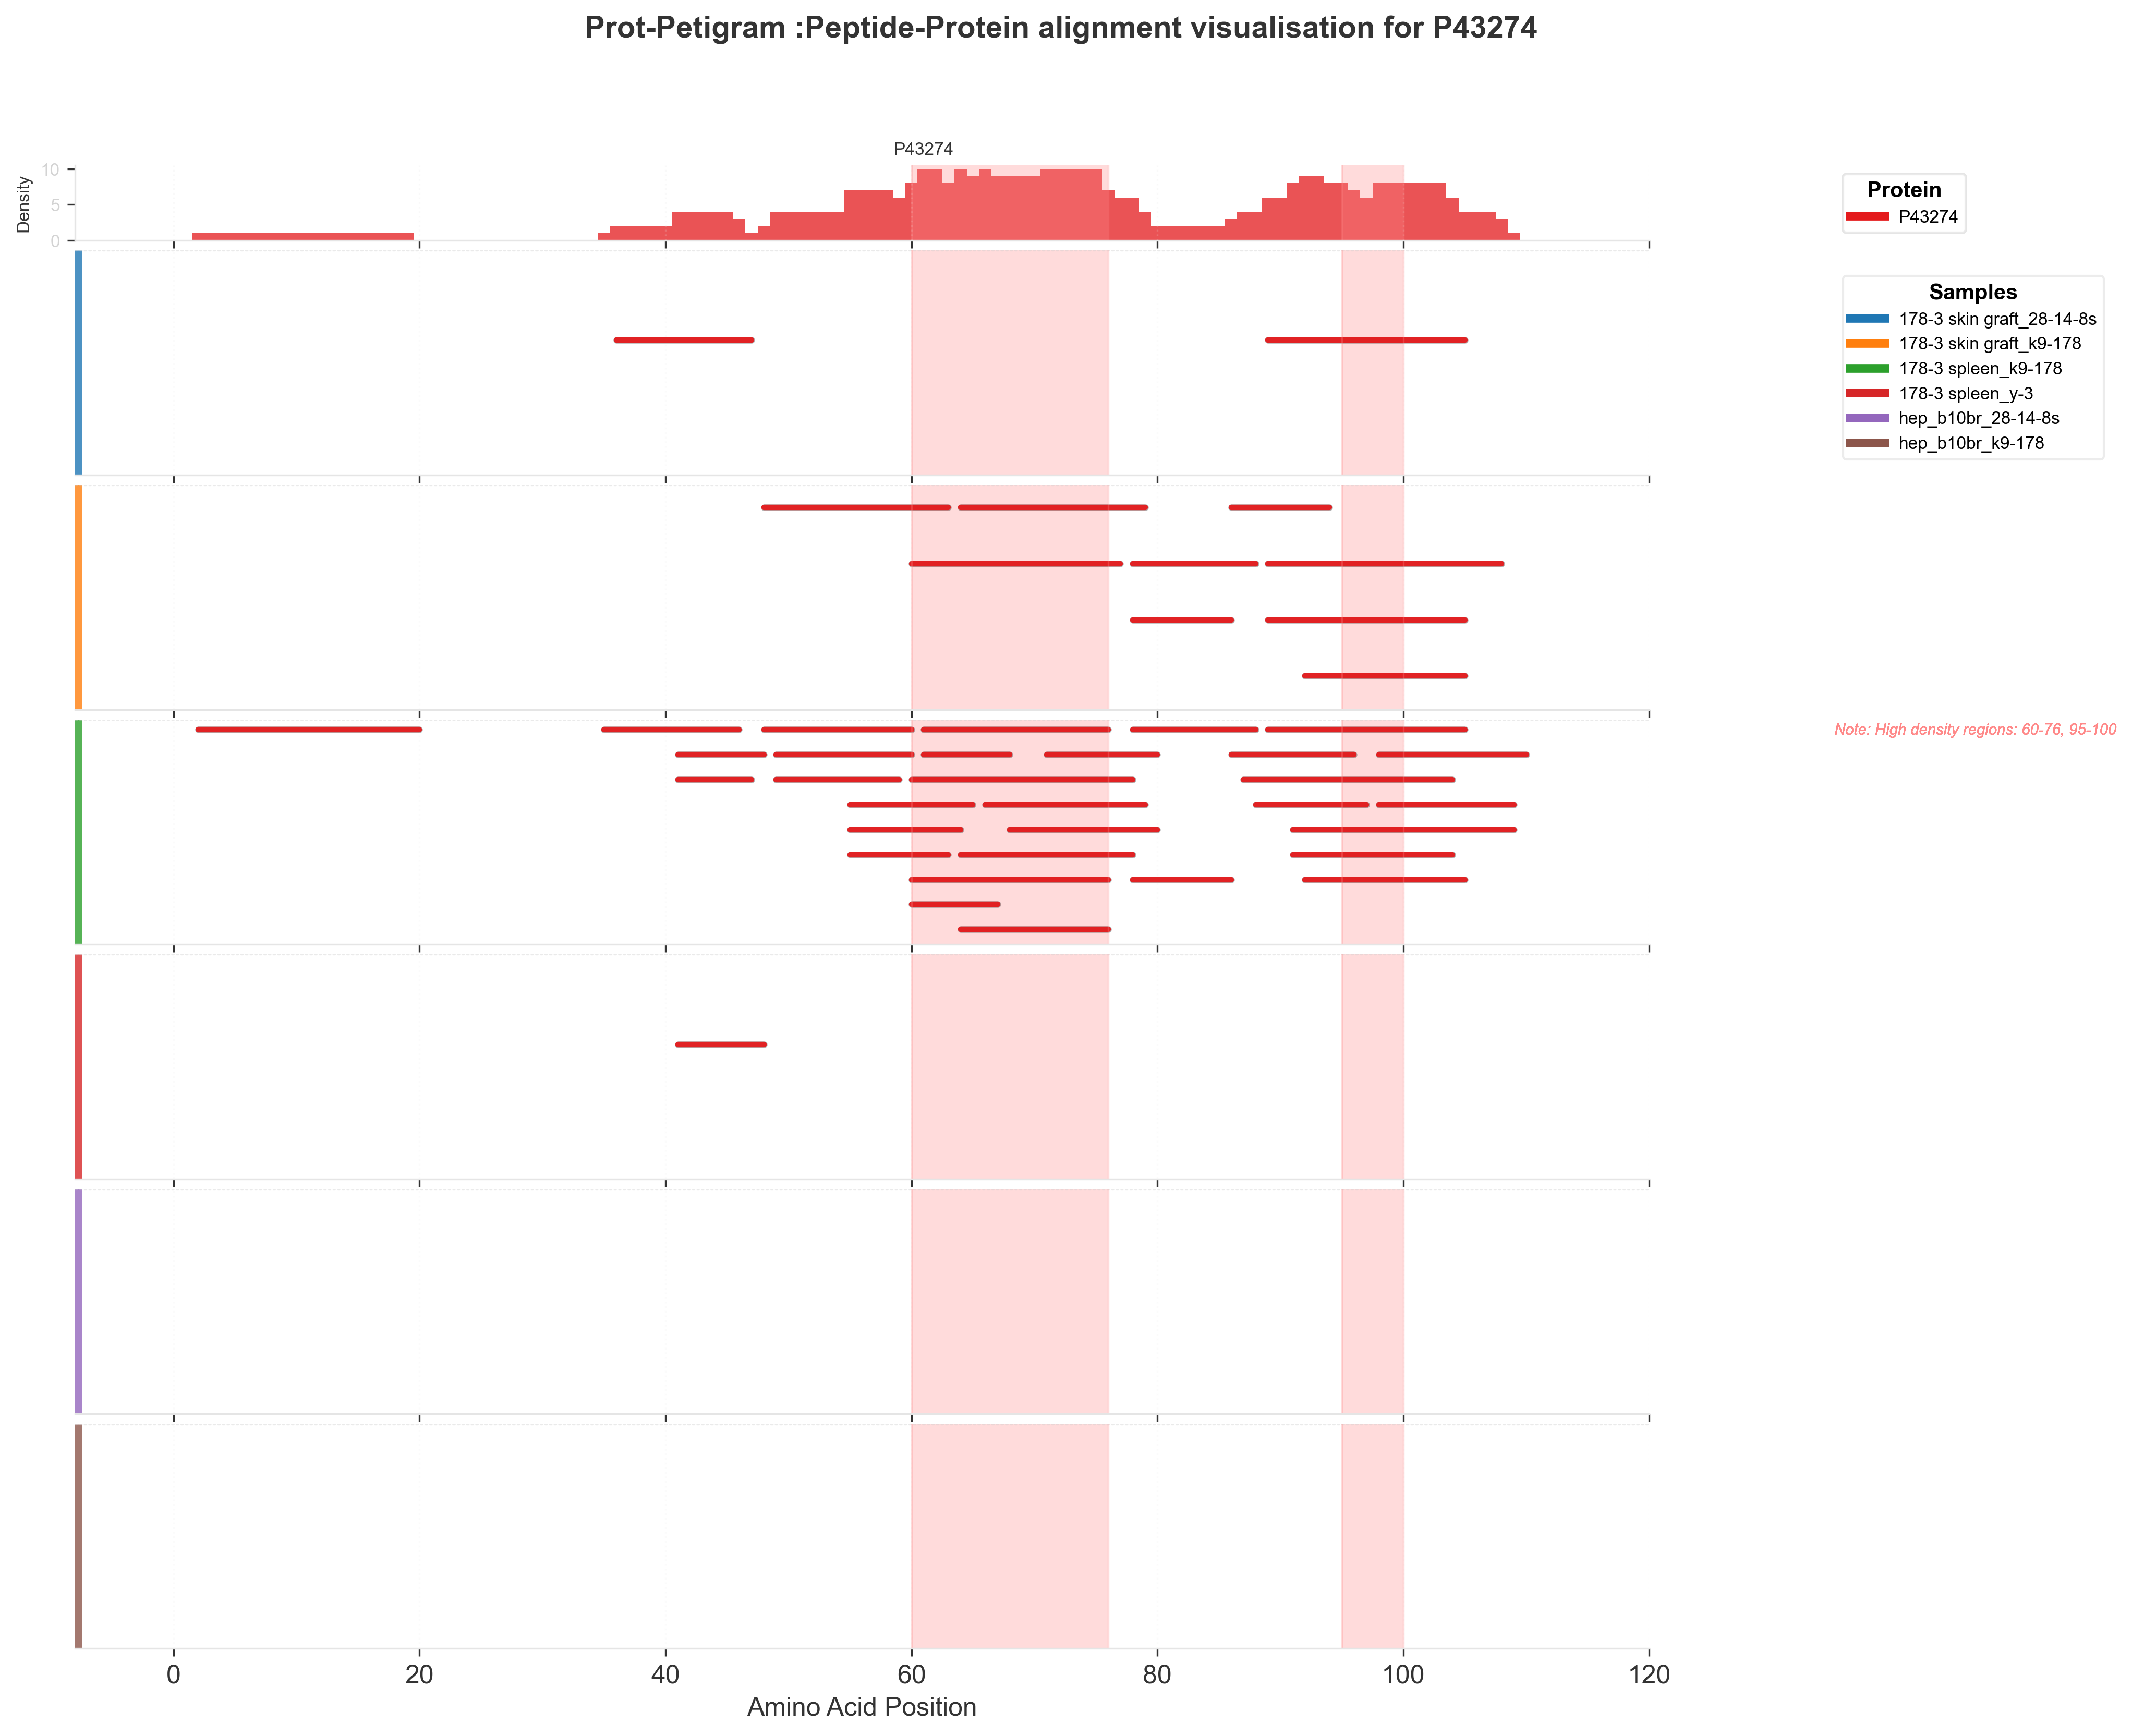 Prot-Petigram :Peptide-Protein alignment visualisation for P43274
P43274
Density
10
5
0
Protein
P43274
Samples
178-3 skin graft_28-14-8s
178-3 skin graft_k9-178
178-3 spleen_k9-178
178-3 spleen_y-3
hep_b10br_28-14-8s
hep_b10br_k9-178
Note: High density regions: 60-76, 95-100
0 20 40 60 80 100 120
Amino Acid Position